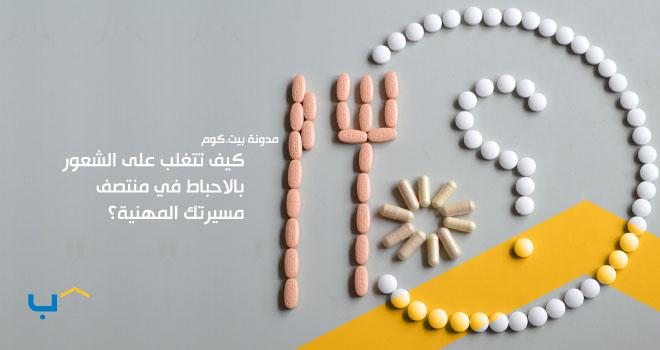 مدونة بيت.كوم
كيف تتغلب على الشعور
بالاحباط في منتصف
مسيرتك المهنية؟
ب